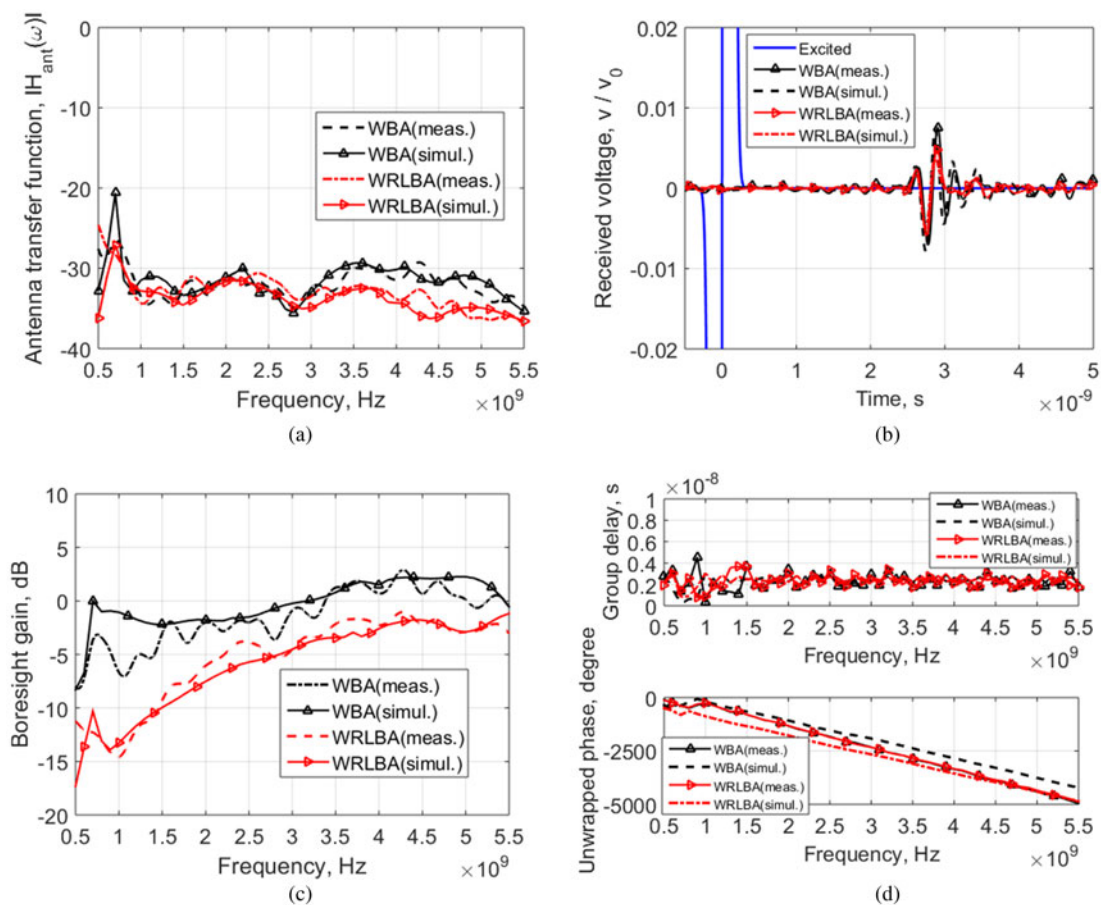 Antenna transfer function, |H_ant(ω)|
0
-10
-20
-30
-40
WBA(meas.)
WBA(simul.)
WRLBA(meas.)
WRLBA(simul.)
0.5 1 1.5 2 2.5 3 3.5 4 4.5 5 5.5
Frequency, Hz
×10^9
(a)
Received voltage, v / v_0
0.02
0.01
0
-0.01
-0.02
Excited
WBA(meas.)
WBA(simul.)
WRLBA(meas.)
WRLBA(simul.)
0 1 2 3 4 5
Time, s
×10^-9
(b)
Boresight gain, dB
10
5
0
-5
-10
-15
-20
WBA(meas.)
WBA(simul.)
WRLBA(meas.)
WRLBA(simul.)
0.5 1 1.5 2 2.5 3 3.5 4 4.5 5 5.5
Frequency, Hz
×10^9
(c)
Group delay, s
×10^-8
1
0.8
0.6
0.4
0.2
0
WBA(meas.)
WBA(simul.)
WRLBA(meas.)
WRLBA(simul.)
0.5 1 1.5 2 2.5 3 3.5 4 4.5 5 5.5
Frequency, Hz
×10^9
Unwrapped phase, degree
0
-2500
-5000
WBA(meas.)
WBA(simul.)
WRLBA(meas.)
WRLBA(simul.)
0.5 1 1.5 2 2.5 3 3.5 4 4.5 5 5.5
Frequency, Hz
×10^9
(d)